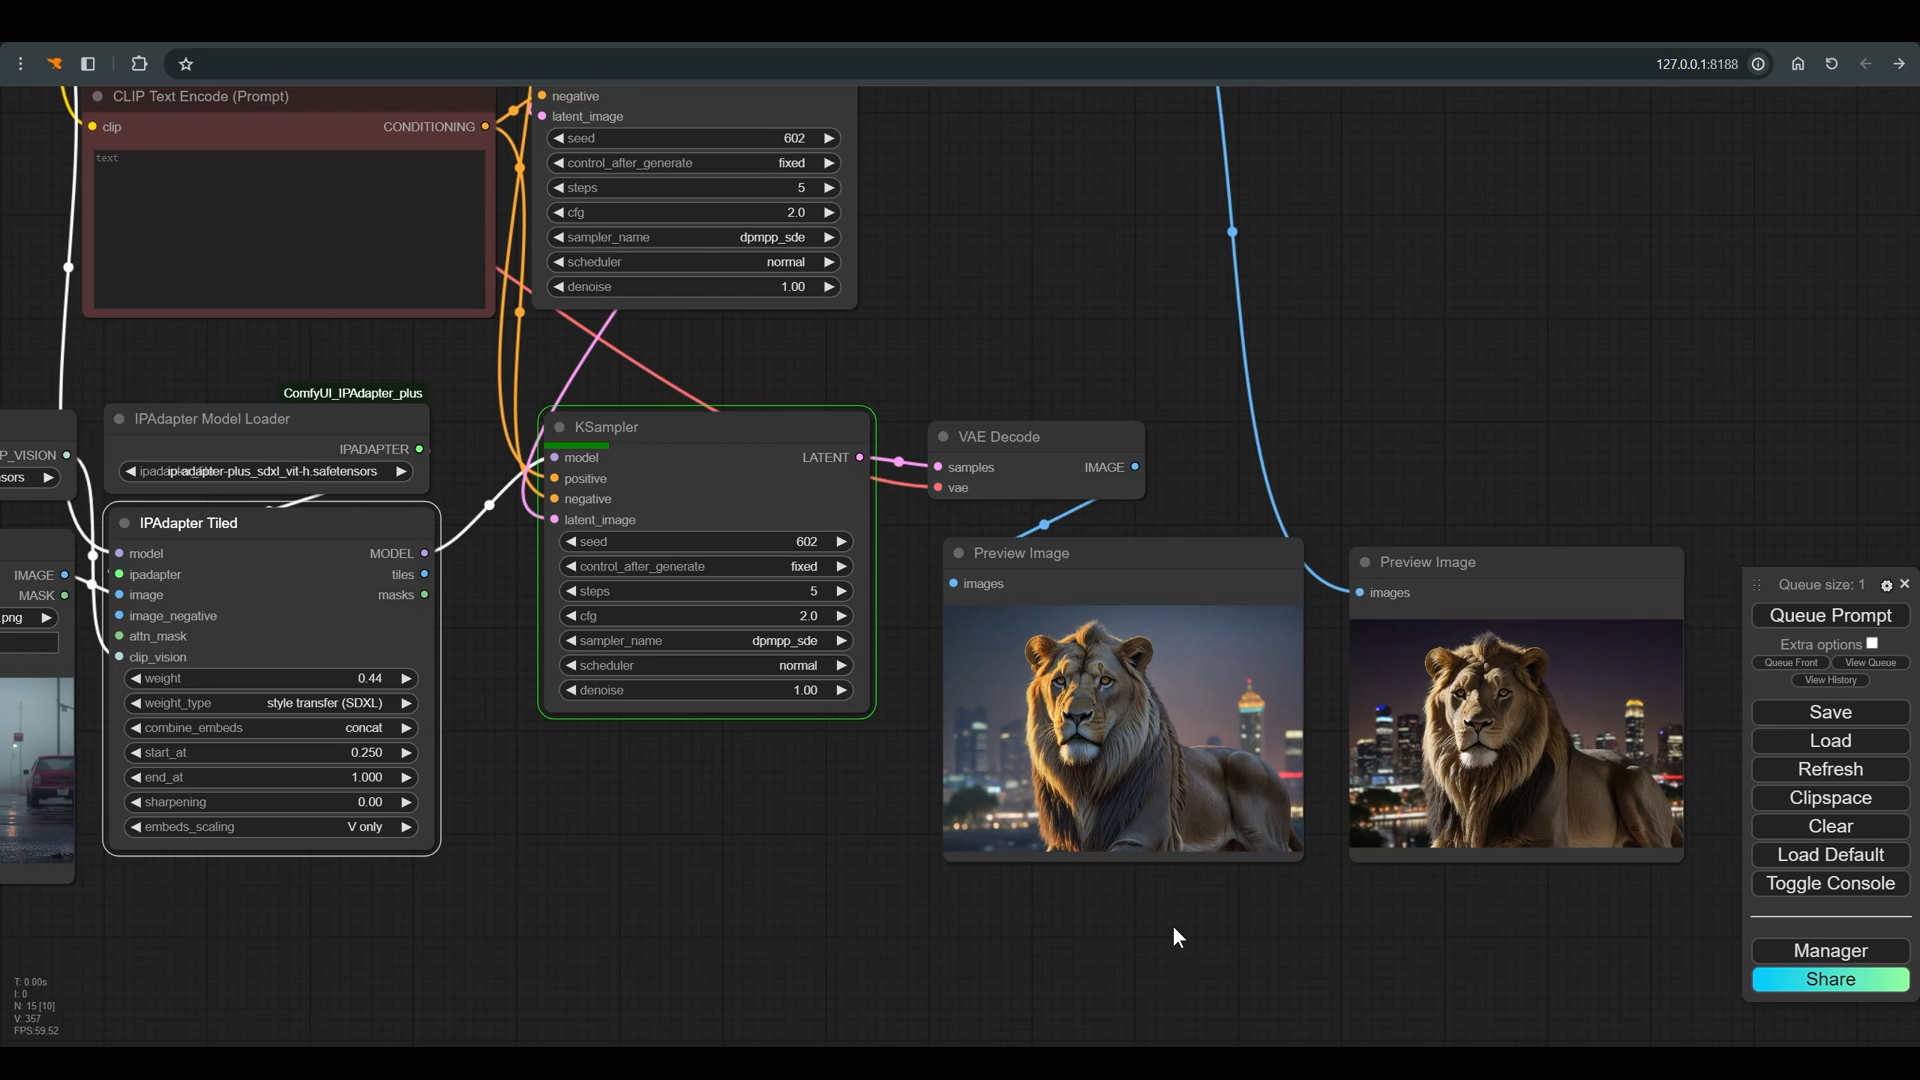 127.0.0.1:8188
CLIP Text Encode (Prompt)
clip
CONDITIONING
text
negative
latent_image
seed 602
control_after_generate fixed
steps 5
cfg 2.0
sampler_name dpmpp_sde
scheduler normal
denoise 1.00
ComfyUI_IPAdapter_plus
IPAdapter Model Loader
IPADAPTER
ip-adapter-plus_sdxl_vit-h.safetensors
P_VISION
sors
IMAGE
MASK
.png
IPAdapter Tiled
model MODEL
ipadapter tiles
image masks
image_negative
attn_mask
clip_vision
weight 0.44
weight_type style transfer (SDXL)
combine_embeds concat
start_at 0.250
end_at 1.000
sharpening 0.00
embeds_scaling V only
KSampler
model LATENT
positive
negative
latent_image
seed 602
control_after_generate fixed
steps 5
cfg 2.0
sampler_name dpmpp_sde
scheduler normal
denoise 1.00
VAE Decode
samples IMAGE
vae
Preview Image
images
Preview Image
images
Queue size: 1
Queue Prompt
Extra options
Queue Front View Queue
View History
Save
Load
Refresh
Clipspace
Clear
Load Default
Toggle Console
Manager
Share
T: 0.00s
I: 0
N: 15 [10]
V: 357
FPS:59.52